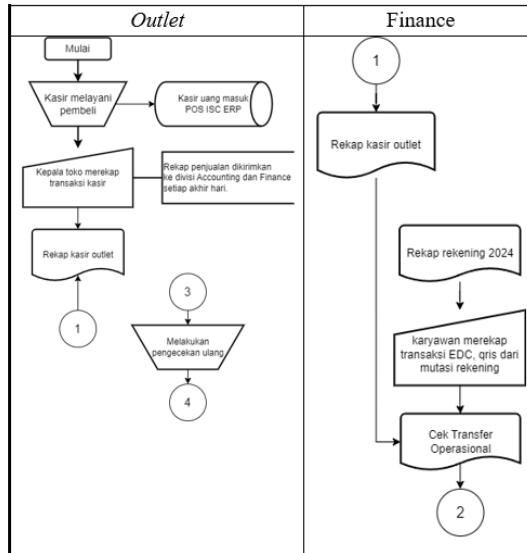 Outlet
Finance
Mulai
Kasir melayani
pembeli
Kasir uang masuk
POS ISC ERP
Kepala toko merekap
transaksi kasir
Rekap penjualan dikirimkan
ke divisi Accounting dan Finance
setiap akhir hari.
Rekap kasir outlet
1
3
Melakukan
pengecekan ulang
4
1
Rekap kasir outlet
Rekap rekening 2024
karyawan merekap
transaksi EDC, qris dari
mutasi rekening
Cek Transfer
Operasional
2